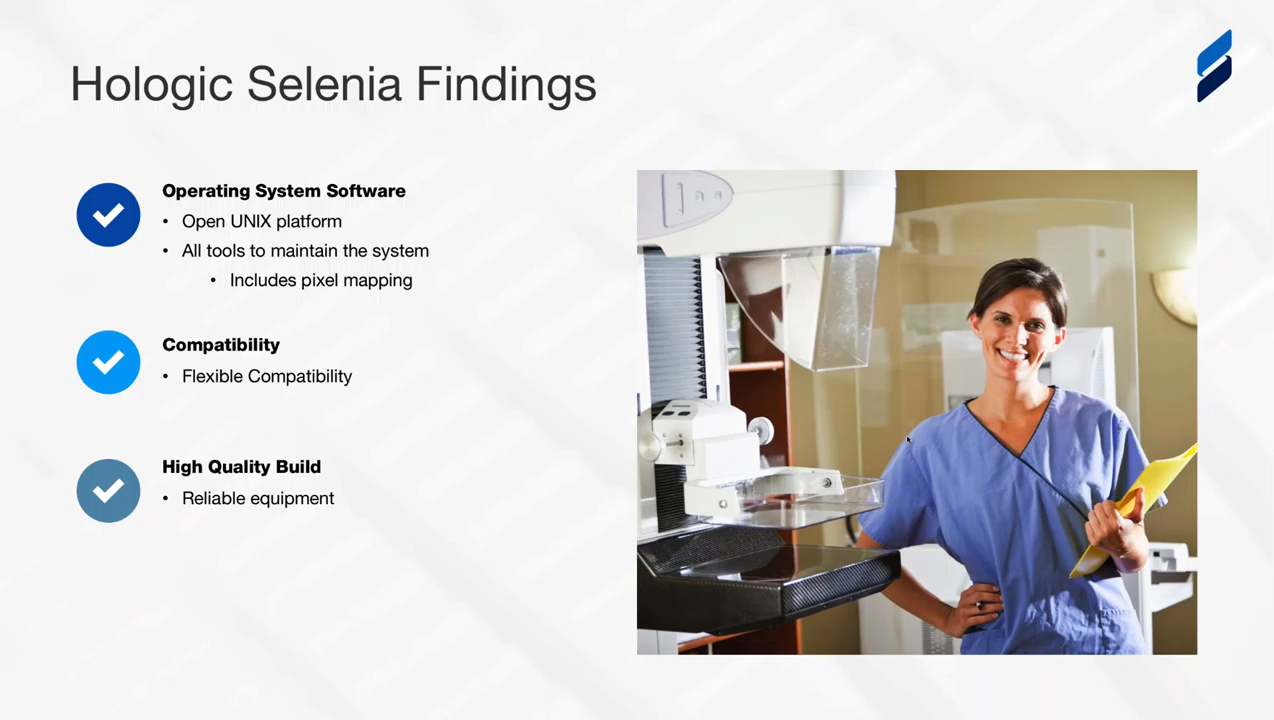 Hologic Selenia Findings
Operating System Software
• Open UNIX platform
• All tools to maintain the system
• Includes pixel mapping
Compatibility
• Flexible Compatibility
High Quality Build
• Reliable equipment